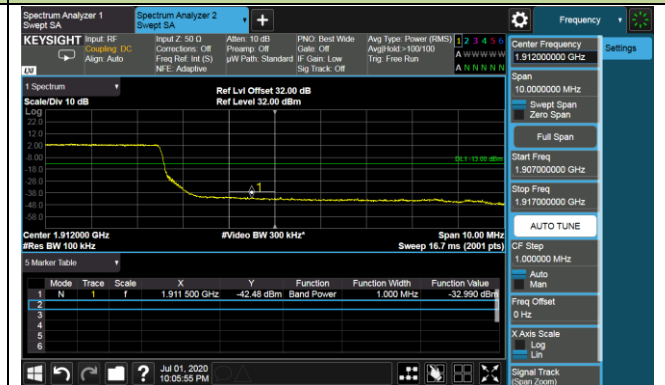 Spectrum Analyzer 1
Swept SA
Spectrum Analyzer 2
Swept SA
Frequency
KEYSIGHT
Input: RF
Coupling: DC
Align: Auto
Input Z: 50 Ω
Corrections: Off
Freq Ref: Int (S)
NFE: Adaptive
Atten: 10 dB
Preamp: Off
µW Path: Standard
PNO: Best Wide
Gate: Off
IF Gain: Low
Sig Track: Off
Avg Type: Power (RMS)
Avg|Hold:>100/100
Trig: Free Run
1 2 3 4 5 6
A W W W W W
A N N N N N
LXI
1 Spectrum
Scale/Div 10 dB
Ref Lvl Offset 32.00 dB
Ref Level 32.00 dBm
Log
22.0
12.0
2.00
-8.00
-18.0
-28.0
-38.0
-48.0
-58.0
DL1 -13.00 dBm
1
Center 1.912000 GHz
#Res BW 100 kHz
#Video BW 300 kHz*
Span 10.00 MHz
Sweep 16.7 ms (2001 pts)
5 Marker Table
Mode Trace Scale X Y Function Function Width Function Value
1 N 1 f 1.911 500 GHz -42.48 dBm Band Power 1.000 MHz -32.990 dBm
2
3
4
5
6
Jul 01, 2020
10:05:55 PM
Center Frequency
1.912000000 GHz
Settings
Span
10.0000000 MHz
Swept Span
Zero Span
Full Span
Start Freq
1.907000000 GHz
Stop Freq
1.917000000 GHz
AUTO TUNE
CF Step
1.000000 MHz
Auto
Man
Freq Offset
0 Hz
X Axis Scale
Log
Lin
Signal Track
(Span Zoom)